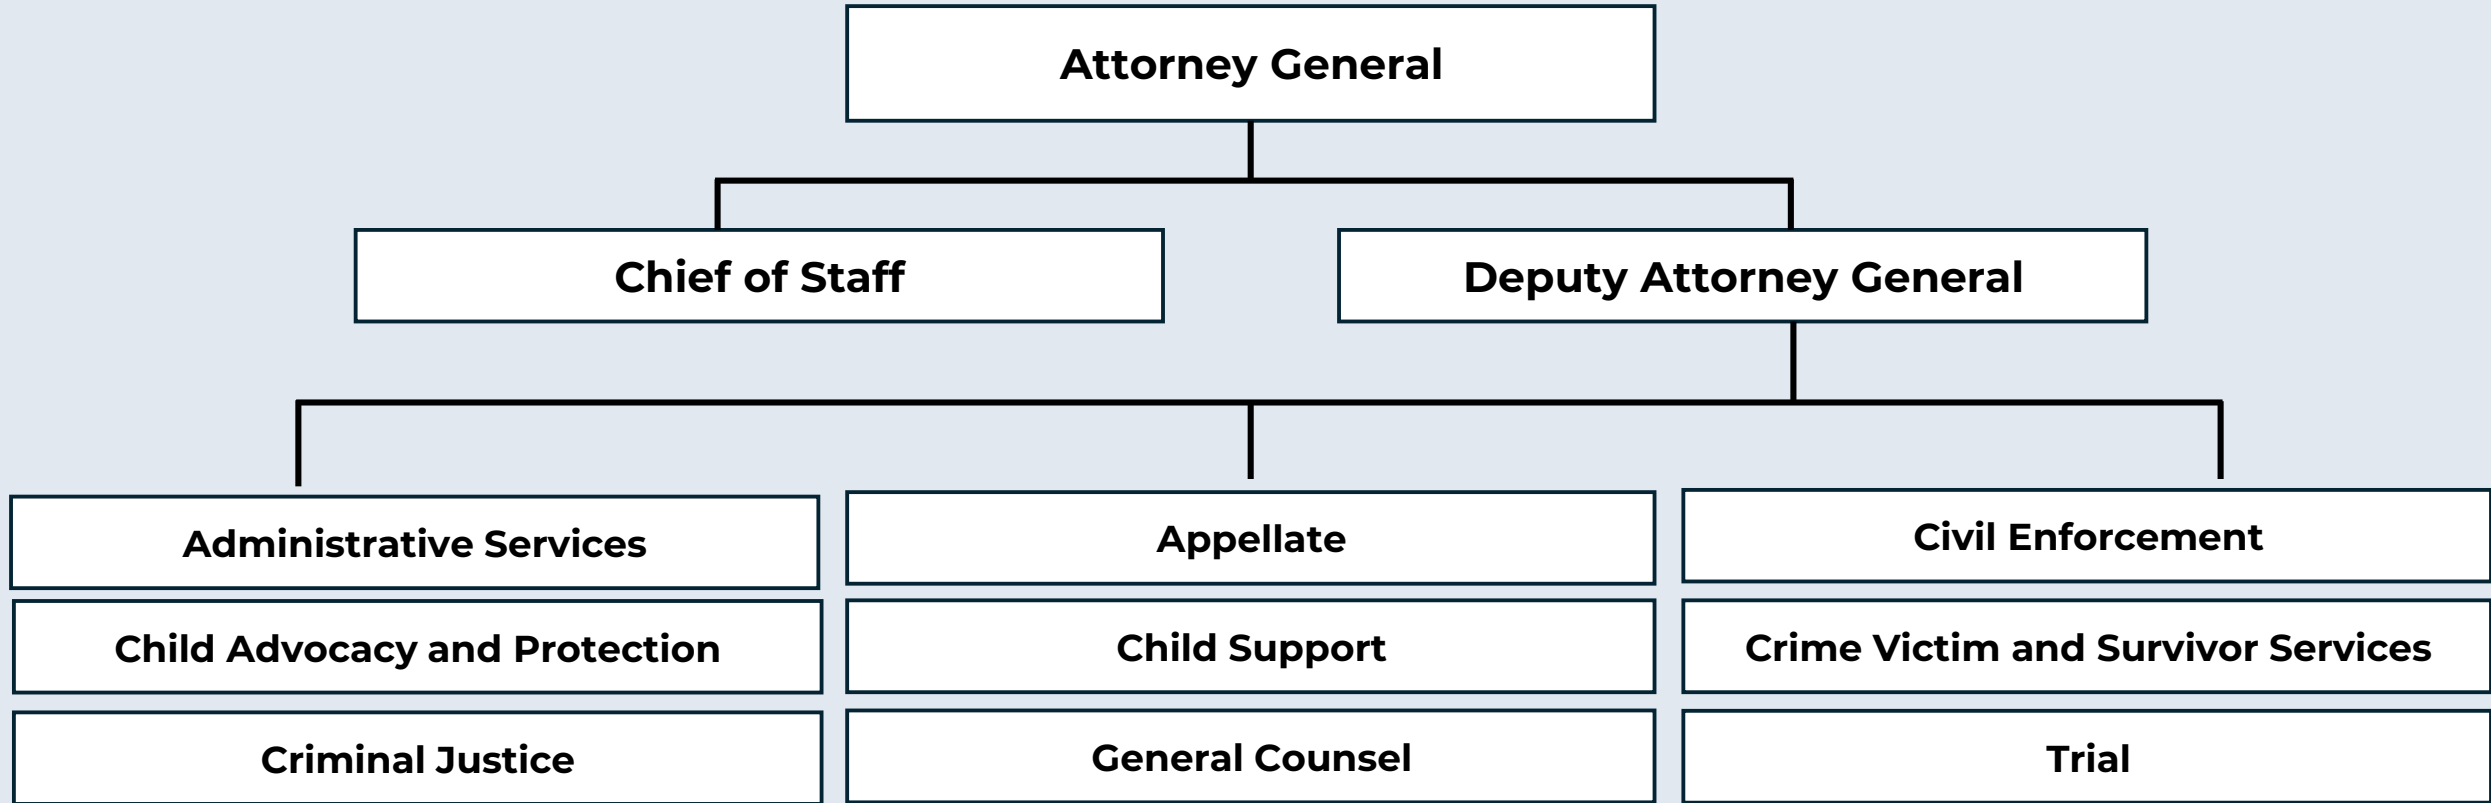 Attorney General
Chief of Staff
Deputy Attorney General
Administrative Services
Appellate
Civil Enforcement
Child Advocacy and Protection
Child Support
Crime Victim and Survivor Services
Criminal Justice
General Counsel
Trial